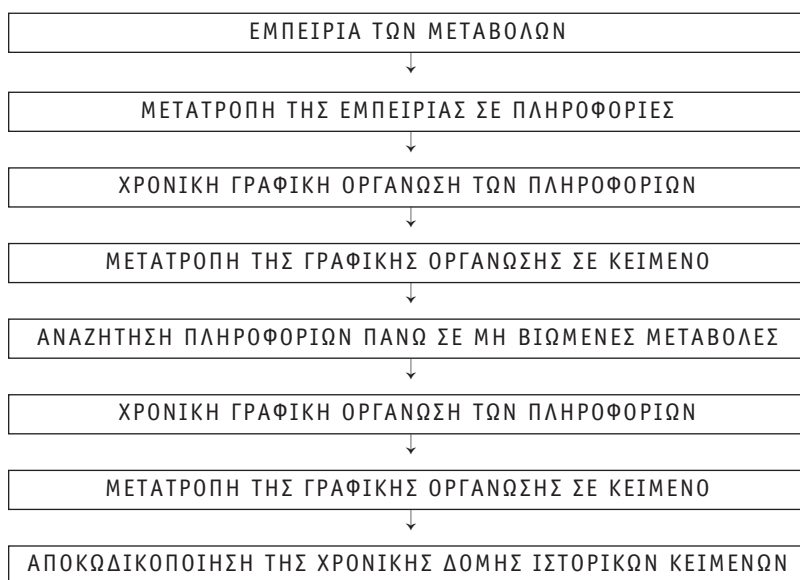 ΕΜΠΕΙΡΙΑ ΤΩΝ ΜΕΤΑΒΟΛΩΝ
ΜΕΤΑΤΡΟΠΗ ΤΗΣ ΕΜΠΕΙΡΙΑΣ ΣΕ ΠΛΗΡΟΦΟΡΙΕΣ
ΧΡΟΝΙΚΗ ΓΡΑΦΙΚΗ ΟΡΓΑΝΩΣΗ ΤΩΝ ΠΛΗΡΟΦΟΡΙΩΝ
ΜΕΤΑΤΡΟΠΗ ΤΗΣ ΓΡΑΦΙΚΗΣ ΟΡΓΑΝΩΣΗΣ ΣΕ ΚΕΙΜΕΝΟ
ΑΝΑΖΗΤΗΣΗ ΠΛΗΡΟΦΟΡΙΩΝ ΠΑΝΩ ΣΕ ΜΗ ΒΙΩΜΕΝΕΣ ΜΕΤΑΒΟΛΕΣ
ΧΡΟΝΙΚΗ ΓΡΑΦΙΚΗ ΟΡΓΑΝΩΣΗ ΤΩΝ ΠΛΗΡΟΦΟΡΙΩΝ
ΜΕΤΑΤΡΟΠΗ ΤΗΣ ΓΡΑΦΙΚΗΣ ΟΡΓΑΝΩΣΗΣ ΣΕ ΚΕΙΜΕΝΟ
ΑΠΟΚΩΔΙΚΟΠΟΙΗΣΗ ΤΗΣ ΧΡΟΝΙΚΗΣ ΔΟΜΗΣ ΙΣΤΟΡΙΚΩΝ ΚΕΙΜΕΝΩΝ